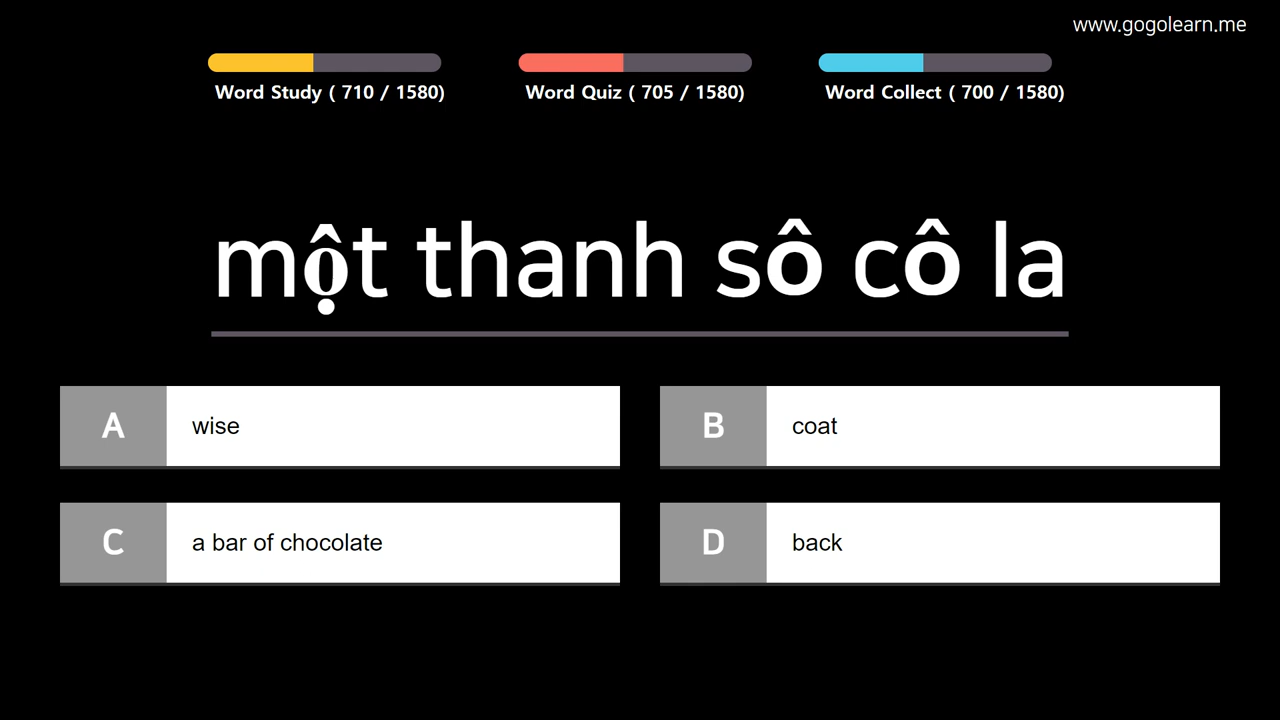 www.gogolearn.me
Word Study ( 710 / 1580)
Word Quiz ( 705 / 1580)
Word Collect ( 700 / 1580)
một thanh sô cô la
A
wise
B
coat
C
a bar of chocolate
D
back